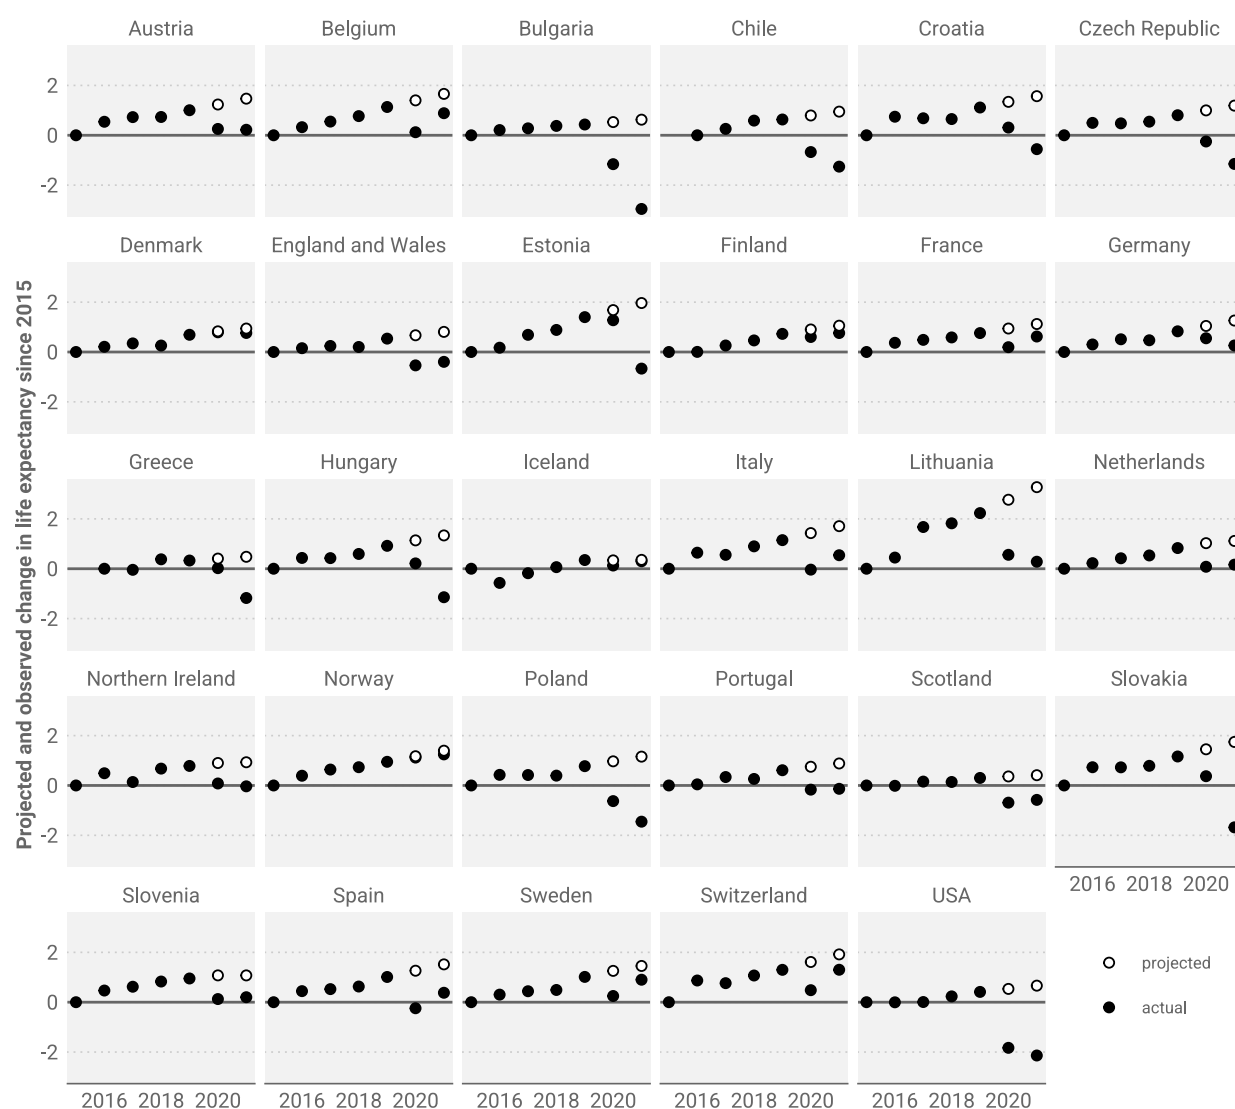 Projected and observed change in life expectancy since 2015
Austria Belgium Bulgaria Chile Croatia Czech Republic
2
0
-2
Denmark England and Wales Estonia Finland France Germany
2
0
-2
Greece Hungary Iceland Italy Lithuania Netherlands
2
0
-2
Northern Ireland Norway Poland Portugal Scotland Slovakia
2
0
-2
2016 2018 2020
Slovenia Spain Sweden Switzerland USA
2
0
-2
projected
actual
2016 2018 2020 2016 2018 2020 2016 2018 2020 2016 2018 2020 2016 2018 2020